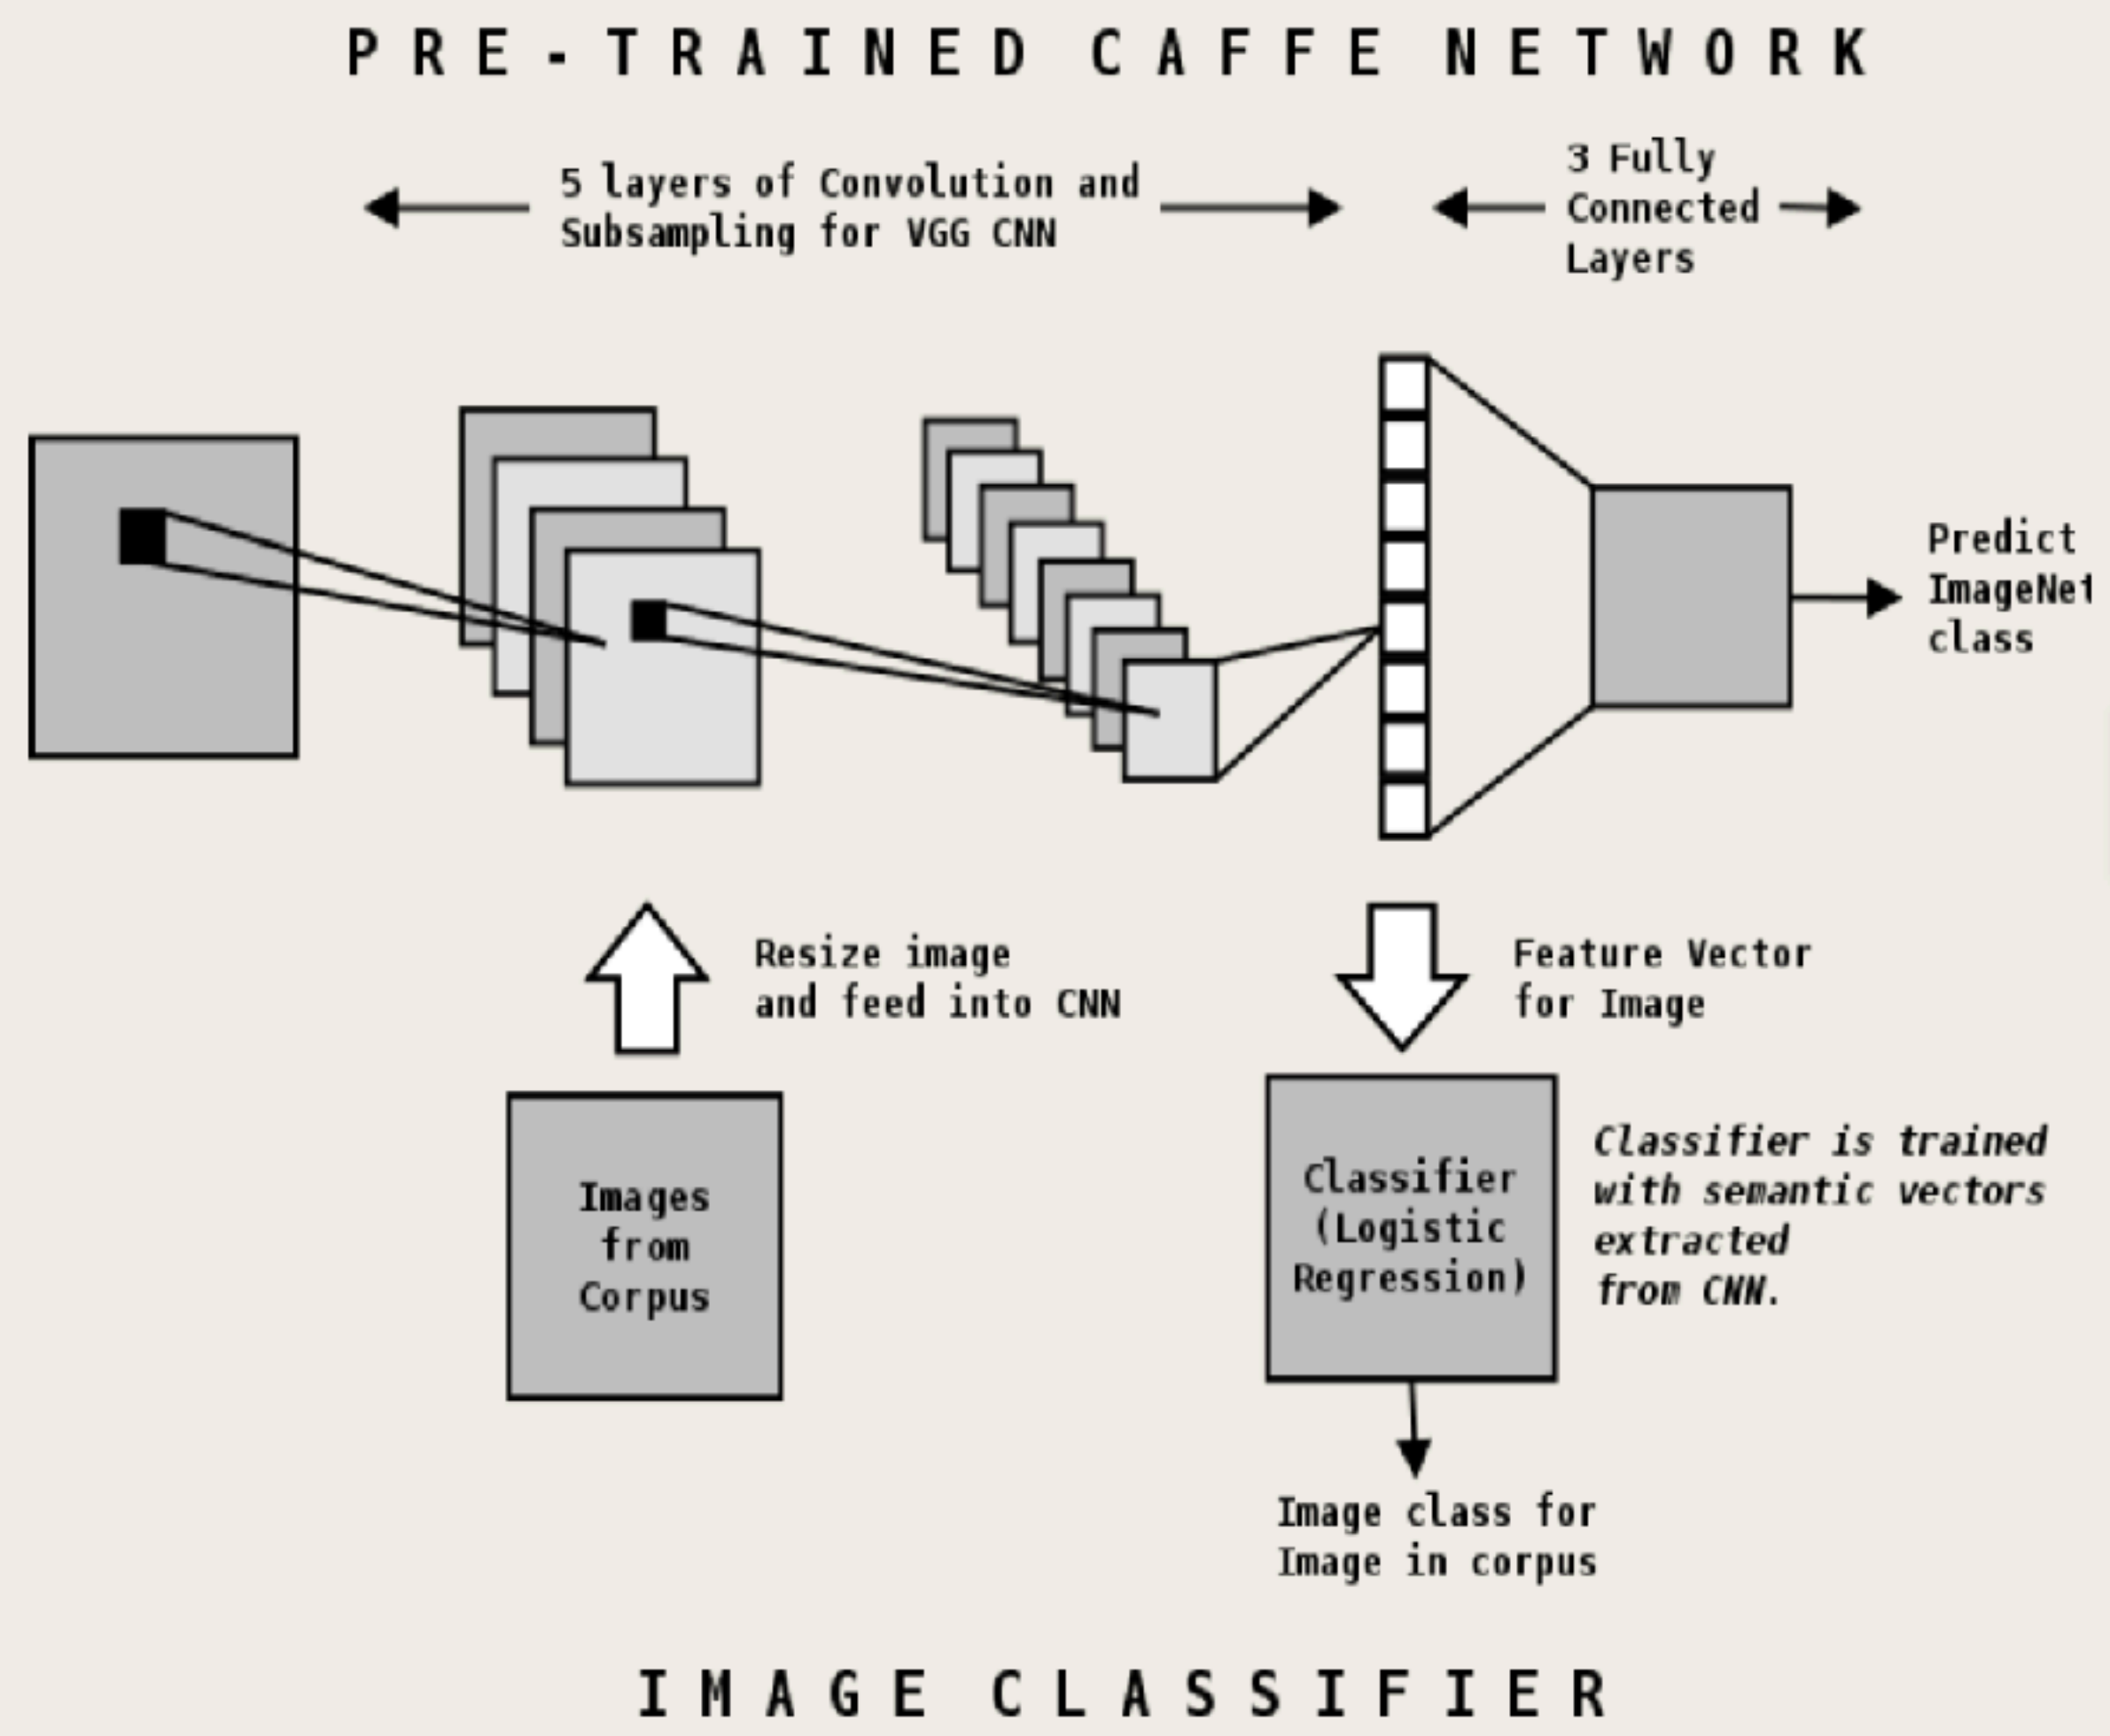 PRE-TRAINED CAFFE NETWORK
5 layers of Convolution and
Subsampling for VGG CNN
3 Fully
Connected
Layers
Predict
ImageNet
class
Resize image
and feed into CNN
Feature Vector
for Image
Images
from
Corpus
Classifier
(Logistic
Regression)
Classifier is trained
with semantic vectors
extracted
from CNN.
Image class for
Image in corpus
IMAGE CLASSIFIER